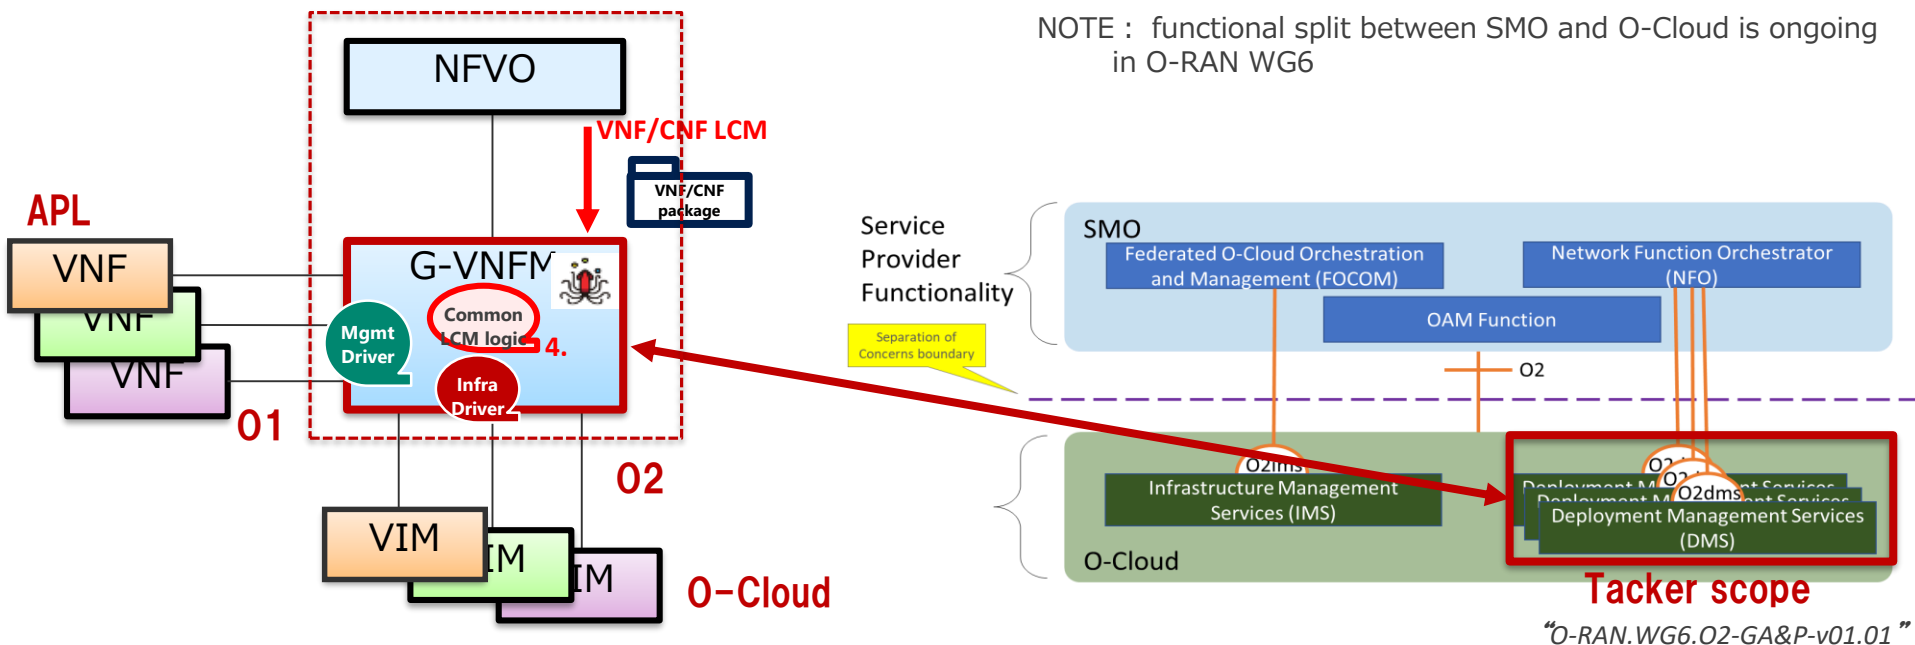 NOTE : functional split between SMO and O-Cloud is ongoing
in O-RAN WG6
NFVO
VNF/CNF LCM
VNF/CNF
package
APL
VNF
VNF
VNF
G-VNFM
Common
LCM logic
4.
Mgmt
Driver
Infra
Driver
O1
O2
VIM
IM
IM
O-Cloud
Service
Provider
Functionality
SMO
Federated O-Cloud Orchestration
and Management (FOCOM)
Network Function Orchestrator
(NFO)
OAM Function
Separation of
Concerns boundary
O2
O2ims
Infrastructure Management
Services (IMS)
O2dms
Deployment Management Services
(DMS)
O-Cloud
Tacker scope
“O-RAN.WG6.O2-GA&P-v01.01”